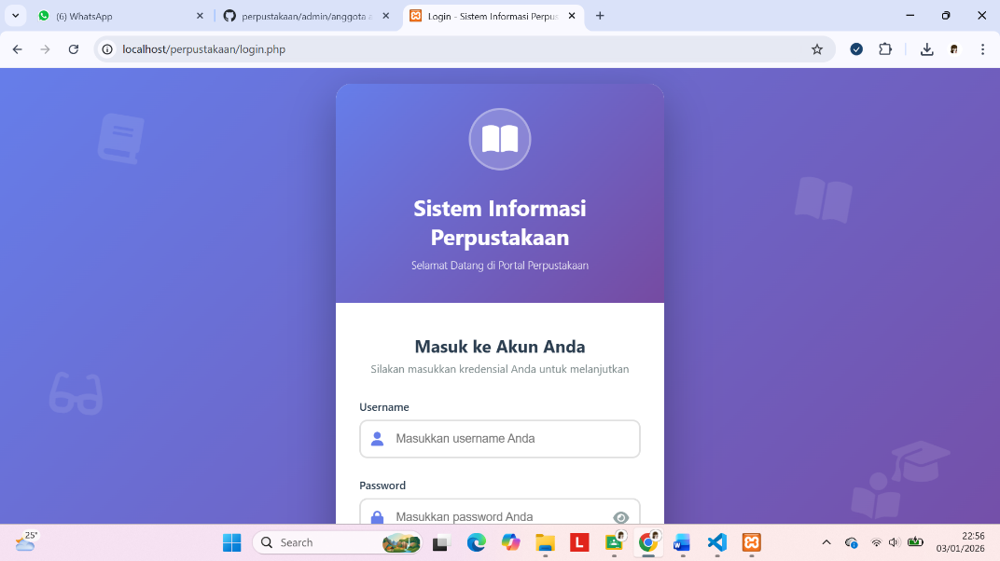 (6) WhatsApp
perpustakaan/admin/anggota a
Login - Sistem Informasi Perpus
localhost/perpustakaan/login.php
Sistem Informasi
Perpustakaan
Selamat Datang di Portal Perpustakaan
Masuk ke Akun Anda
Silakan masukkan kredensial Anda untuk melanjutkan
Username
Masukkan username Anda
Password
Masukkan password Anda
25°
Search
L
W
22:56
03/01/2026